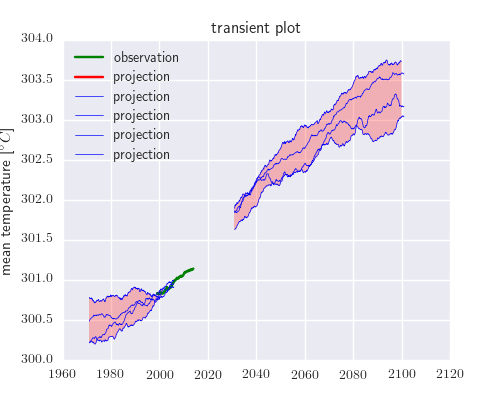 transient plot
304.0
303.5
303.0
302.5
302.0
301.5
301.0
300.5
300.0
mean temperature [°C]
observation
projection
projection
projection
projection
projection
1960 1980 2000 2020 2040 2060 2080 2100 2120